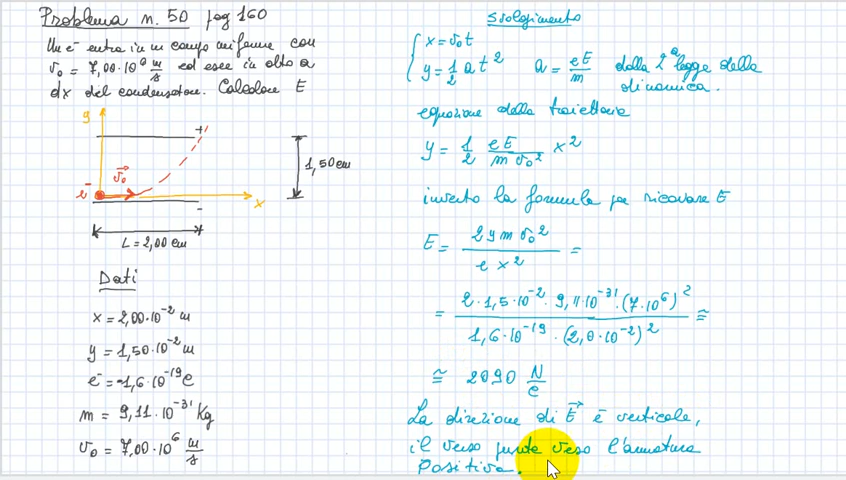 Problema n. 50 pag 160
Un e⁻ entra in un campo uniforme con
v₀ = 7,00·10⁶ m/s ed esce in alto a
dx del condensatore. Calcolare E
y
+
1,50 cm
v₀
e⁻
x
-
L = 2,00 cm
Dati
x = 2,00·10⁻² m
y = 1,50·10⁻² m
e⁻ = -1,6·10⁻¹⁹ C
m = 9,11·10⁻³¹ Kg
v₀ = 7,00·10⁶ m/s
Svolgimento
x = v₀t
y = 1/2 a t² a = eE/m dalla 2ª legge della
dinamica.
equazione della traiettoria
y = 1/2 eE/(m v₀²) x²
inverto la formula per ricavare E
E = 2 y m v₀² / (e x²) =
= 2·1,5·10⁻²·9,11·10⁻³¹·(7·10⁶)² / (1,6·10⁻¹⁹·(2,0·10⁻²)²) ≅
≅ 2090 N/C
La direzione di E è verticale,
il verso punta verso l'armatura
positiva.